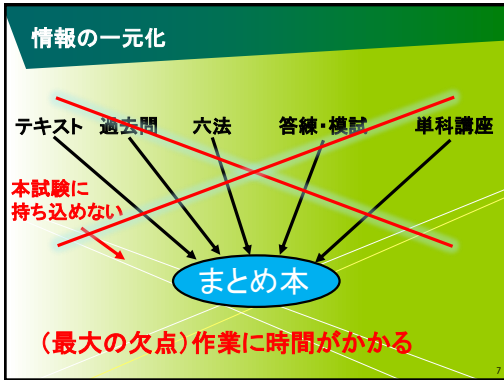 情報の一元化
テキスト 過去問 六法 答練・模試 単科講座
本試験に
持ち込めない
まとめ本
(最大の欠点)作業に時間がかかる
7